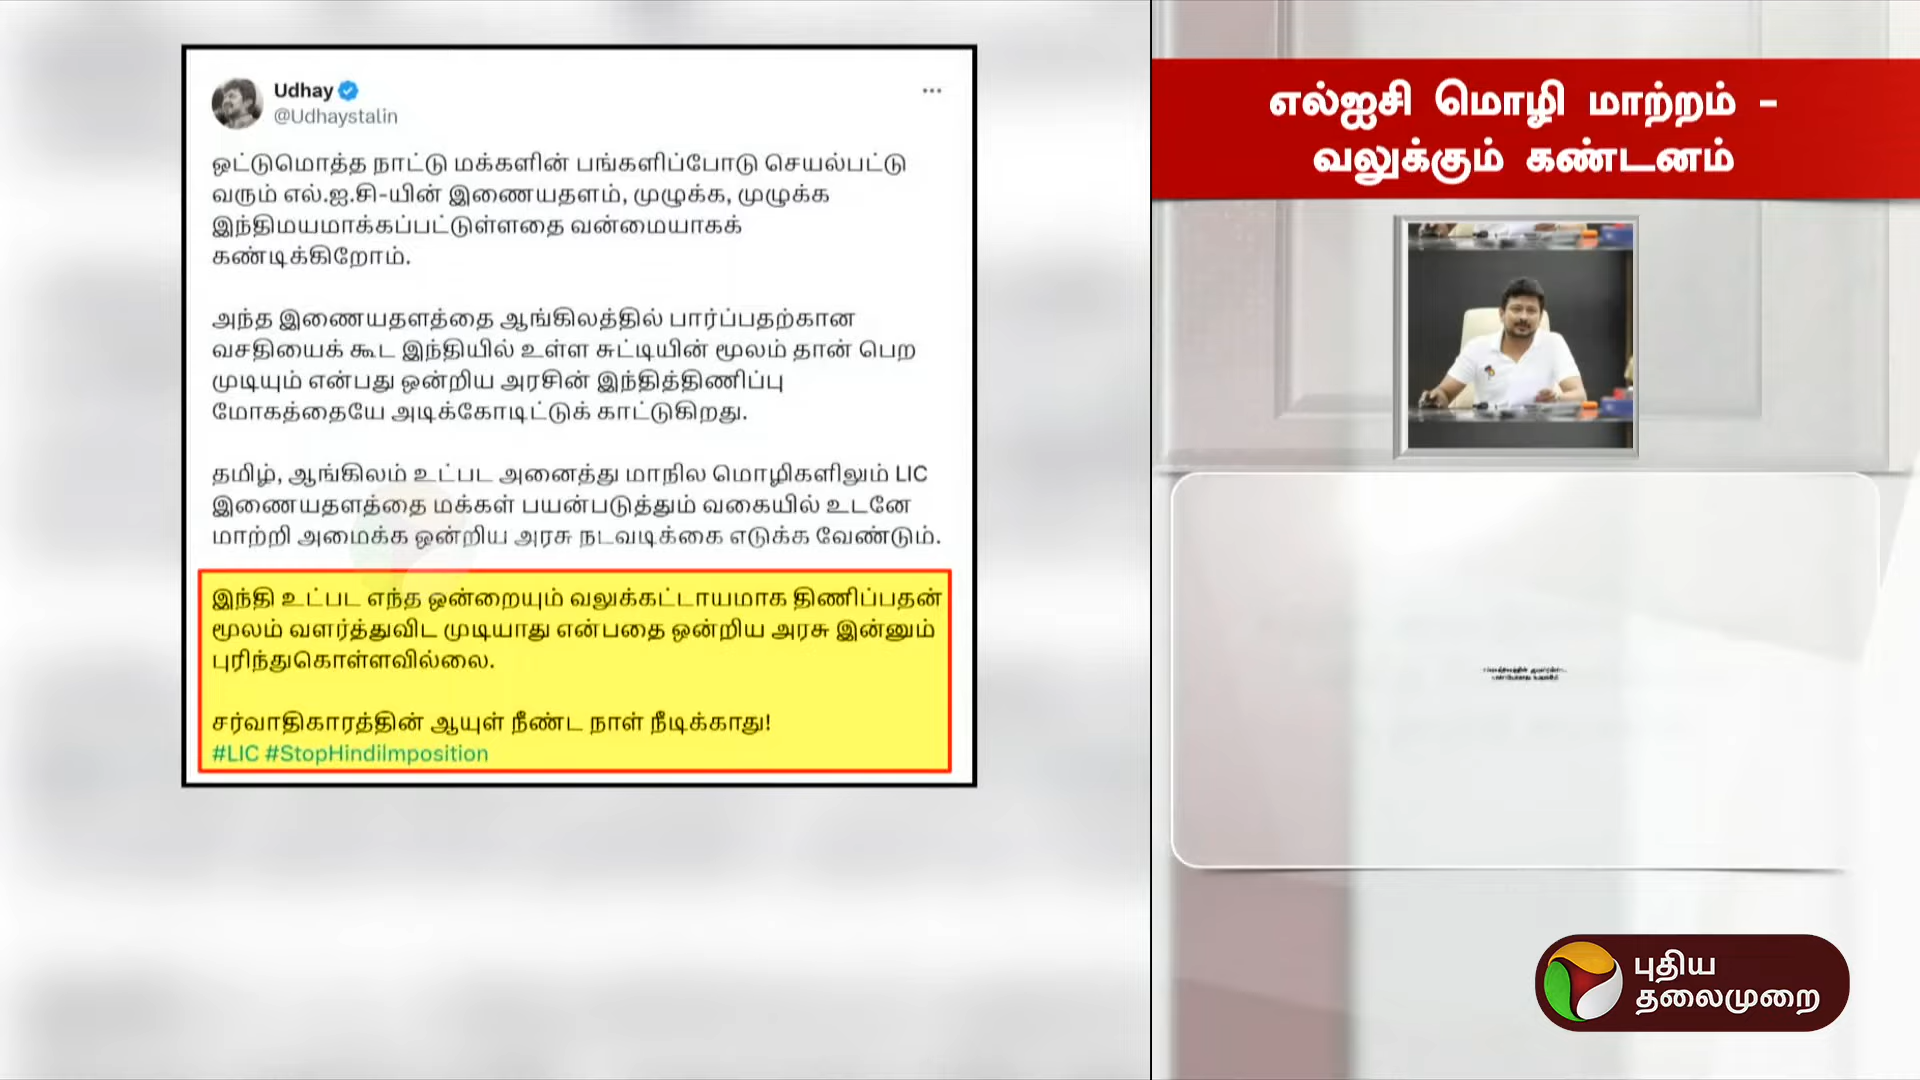 Udhay
@Udhaystalin
ஒட்டுமொத்த நாட்டு மக்களின் பங்களிப்போடு செயல்பட்டு
வரும் எல்.ஐ.சி-யின் இணையதளம், முழுக்க, முழுக்க
இந்திமயமாக்கப்பட்டுள்ளதை வன்மையாகக்
கண்டிக்கிறோம்.
அந்த இணையதளத்தை ஆங்கிலத்தில் பார்ப்பதற்கான
வசதியைக் கூட இந்தியில் உள்ள சுட்டியின் மூலம் தான் பெற
முடியும் என்பது ஒன்றிய அரசின் இந்தித்திணிப்பு
மோகத்தையே அடிக்கோடிட்டுக் காட்டுகிறது.
தமிழ், ஆங்கிலம் உட்பட அனைத்து மாநில மொழிகளிலும் LIC
இணையதளத்தை மக்கள் பயன்படுத்தும் வகையில் உடனே
மாற்றி அமைக்க ஒன்றிய அரசு நடவடிக்கை எடுக்க வேண்டும்.
இந்தி உட்பட எந்த ஒன்றையும் வலுக்கட்டாயமாக திணிப்பதன்
மூலம் வளர்த்துவிட முடியாது என்பதை ஒன்றிய அரசு இன்னும்
புரிந்துகொள்ளவில்லை.
சர்வாதிகாரத்தின் ஆயுள் நீண்ட நாள் நீடிக்காது!
#LIC #StopHindiImposition
எல்ஐசி மொழி மாற்றம் -
வலுக்கும் கண்டனம்
புதிய
தலைமுறை